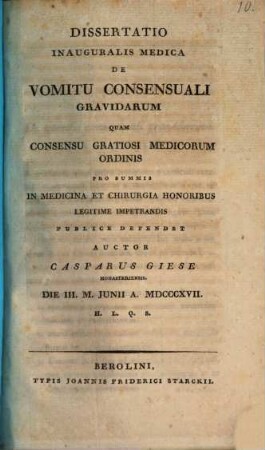 10.
DISSERTATIO
INAUGURALIS MEDICA
DE
VOMITU CONSENSUALI
GRAVIDARUM
QUAM
CONSENSU GRATIOSI MEDICORUM
ORDINIS
PRO SUMMIS
IN MEDICINA ET CHIRURGIA HONORIBUS
LEGITIME IMPETRANDIS
PUBLICE DEFENDET
AUCTOR
CASPARUS GIESE
MONASTERIENSIS.
DIE III. M. JUNII A. MDCCCXVII.
H. L. Q. S.
BEROLINI,
TYPIS JOANNIS FRIDERICI STARCKII.